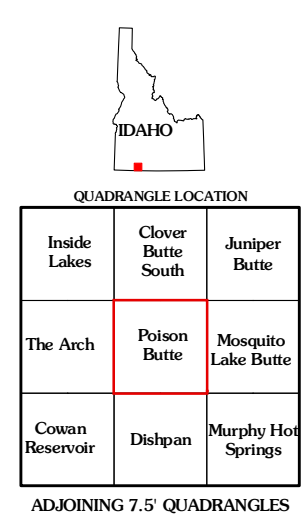 IDAHO
QUADRANGLE LOCATION
Inside
Lakes
Clover
Butte
South
Juniper
Butte
The Arch
Poison
Butte
Mosquito
Lake Butte
Cowan
Reservoir
Dishpan
Murphy Hot
Springs
ADJOINING 7.5' QUADRANGLES